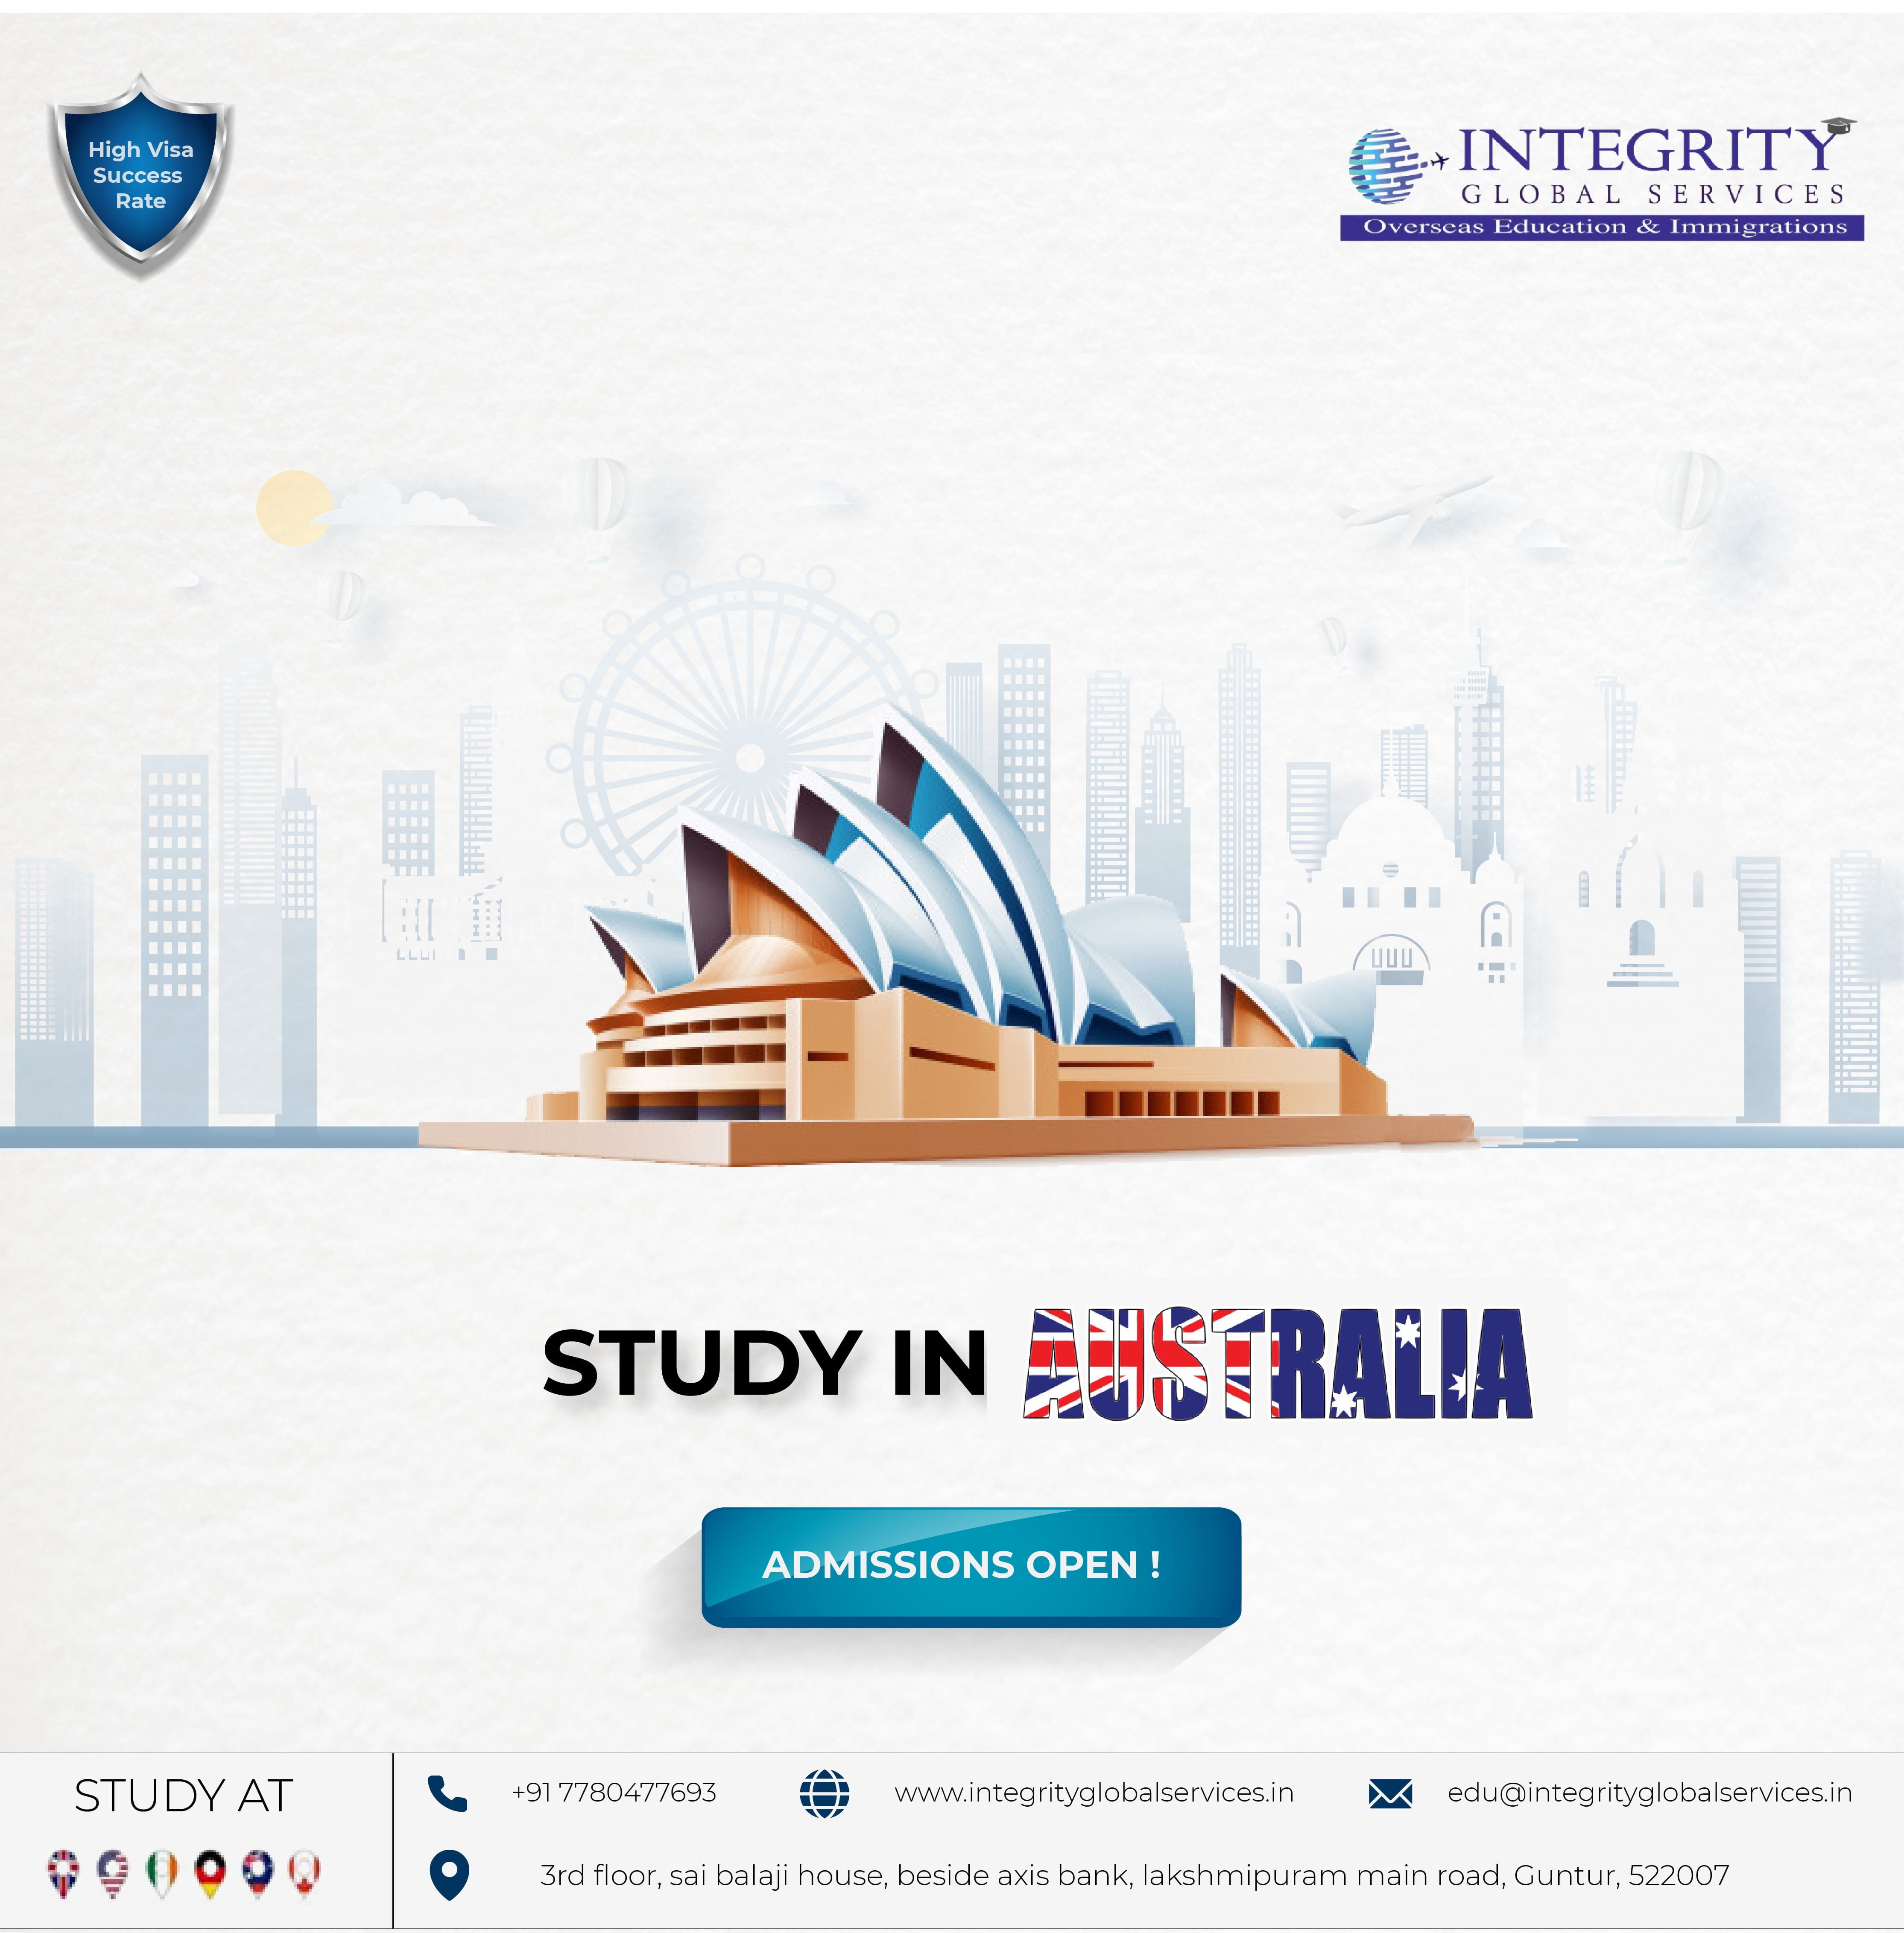 High Visa
Success
Rate
INTEGRITY
GLOBAL SERVICES
Overseas Education & Immigrations
STUDY IN AUSTRALIA
ADMISSIONS OPEN !
STUDY AT
+91 7780477693
www.integrityglobalservices.in
edu@integrityglobalservices.in
3rd floor, sai balaji house, beside axis bank, lakshmipuram main road, Guntur, 522007